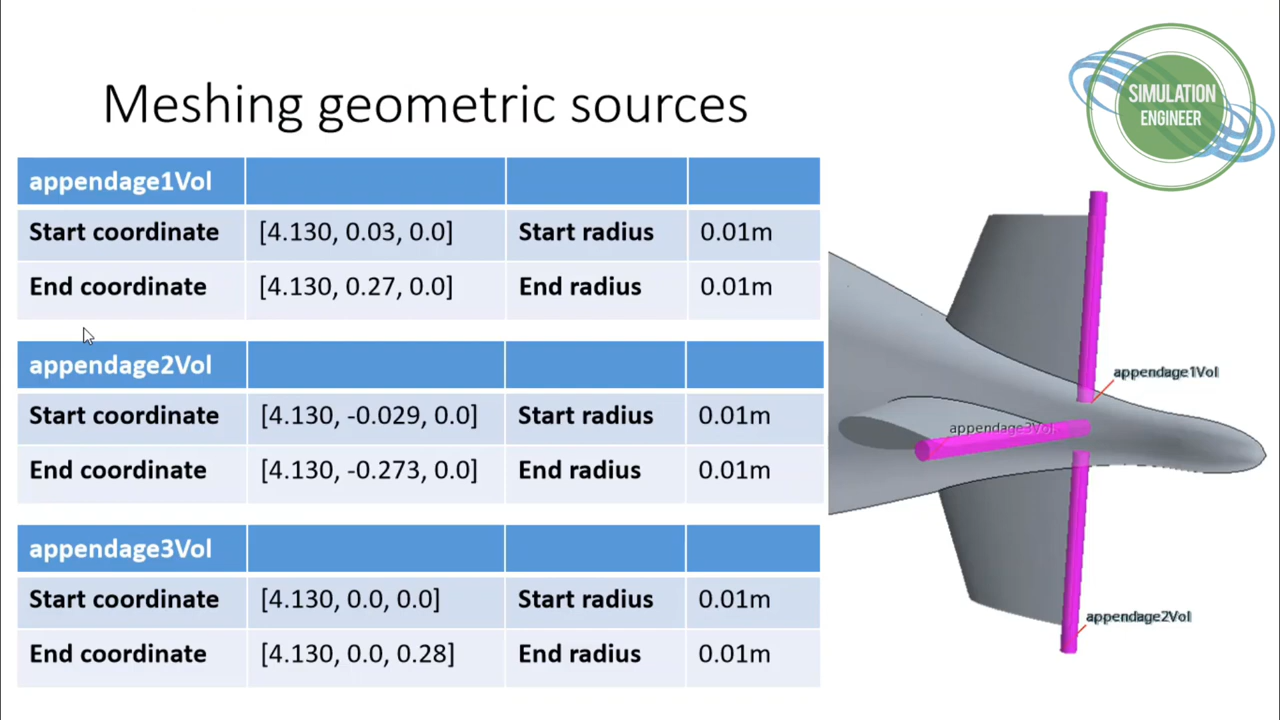 SIMULATION
ENGINEER
Meshing geometric sources
appendage1Vol
Start coordinate [4.130, 0.03, 0.0] Start radius 0.01m
End coordinate [4.130, 0.27, 0.0] End radius 0.01m
appendage2Vol
Start coordinate [4.130, -0.029, 0.0] Start radius 0.01m
End coordinate [4.130, -0.273, 0.0] End radius 0.01m
appendage3Vol
Start coordinate [4.130, 0.0, 0.0] Start radius 0.01m
End coordinate [4.130, 0.0, 0.28] End radius 0.01m
appendage1Vol
appendage3Vol
appendage2Vol